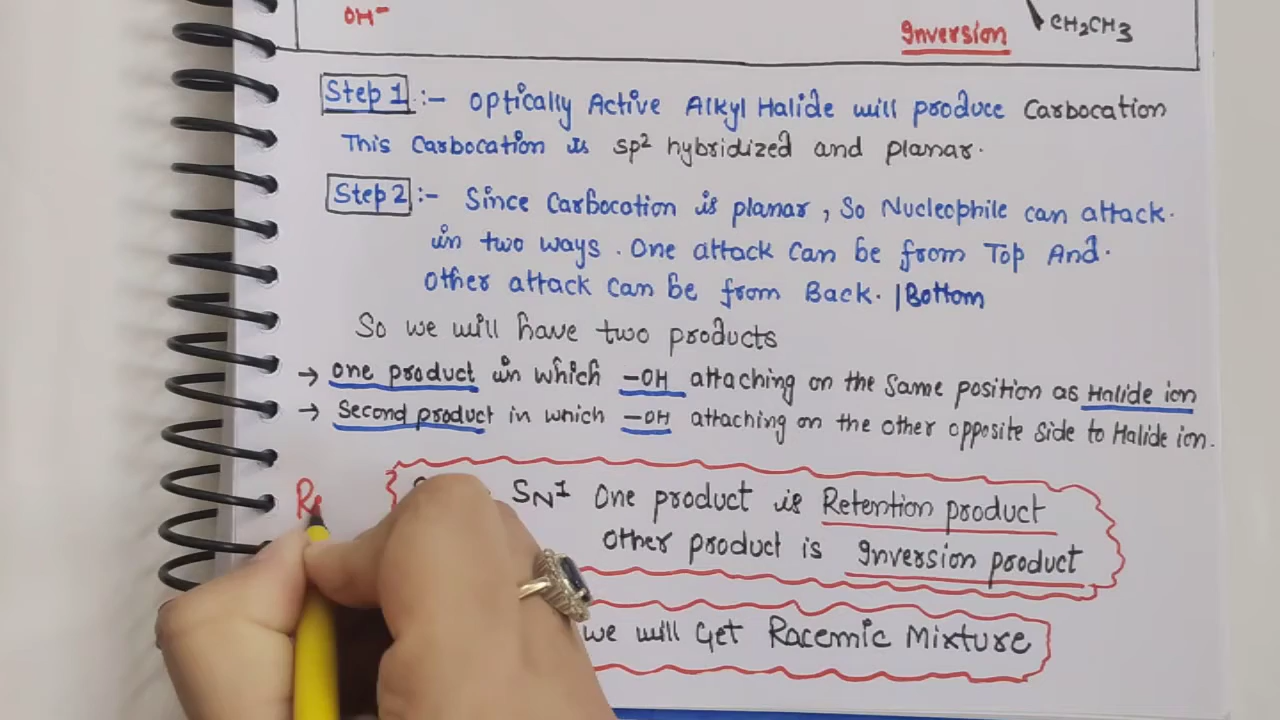 OH⁻
Inversion
CH₂CH₃
Step 1 :- Optically Active Alkyl Halide will produce Carbocation
This Carbocation is sp² hybridized and planar.
Step 2 :- Since Carbocation is planar, So Nucleophile can attack.
in two ways. One attack can be from Top And.
other attack can be from Back. |Bottom
So we will have two products
→ one product in which -OH attaching on the same position as Halide ion
→ Second product in which -OH attaching on the other opposite side to Halide ion.
SN1 One product is Retention product
Other product is Inversion product
we will Get Racemic Mixture